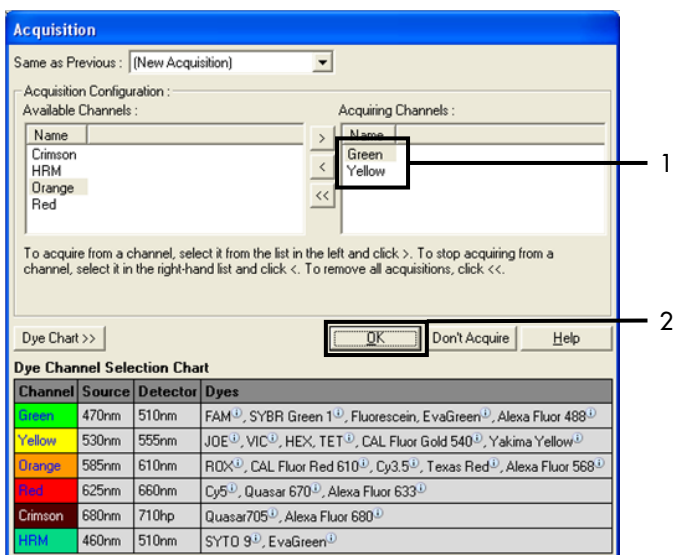 Acquisition
Same as Previous : (New Acquisition)
Acquisition Configuration :
Available Channels :
Acquiring Channels :
Name
Name
>
Crimson
Green
HRM
<
Yellow
1
Orange
Red
<<
To acquire from a channel, select it from the list in the left and click >. To stop acquiring from a
channel, select it in the right-hand list and click <. To remove all acquisitions, click <<.
2
Dye Chart >>
OK
Don't Acquire
Help
Dye Channel Selection Chart
Channel Source Detector Dyes
Green 470nm 510nm FAM, SYBR Green 1, Fluorescein, EvaGreen, Alexa Fluor 488
Yellow 530nm 555nm JOE, VIC, HEX, TET, CAL Fluor Gold 540, Yakima Yellow
Orange 585nm 610nm ROX, CAL Fluor Red 610, Cy3.5, Texas Red, Alexa Fluor 568
Red 625nm 660nm Cy5, Quasar 670, Alexa Fluor 633
Crimson 680nm 710hp Quasar705, Alexa Fluor 680
HRM 460nm 510nm SYTO 9, EvaGreen